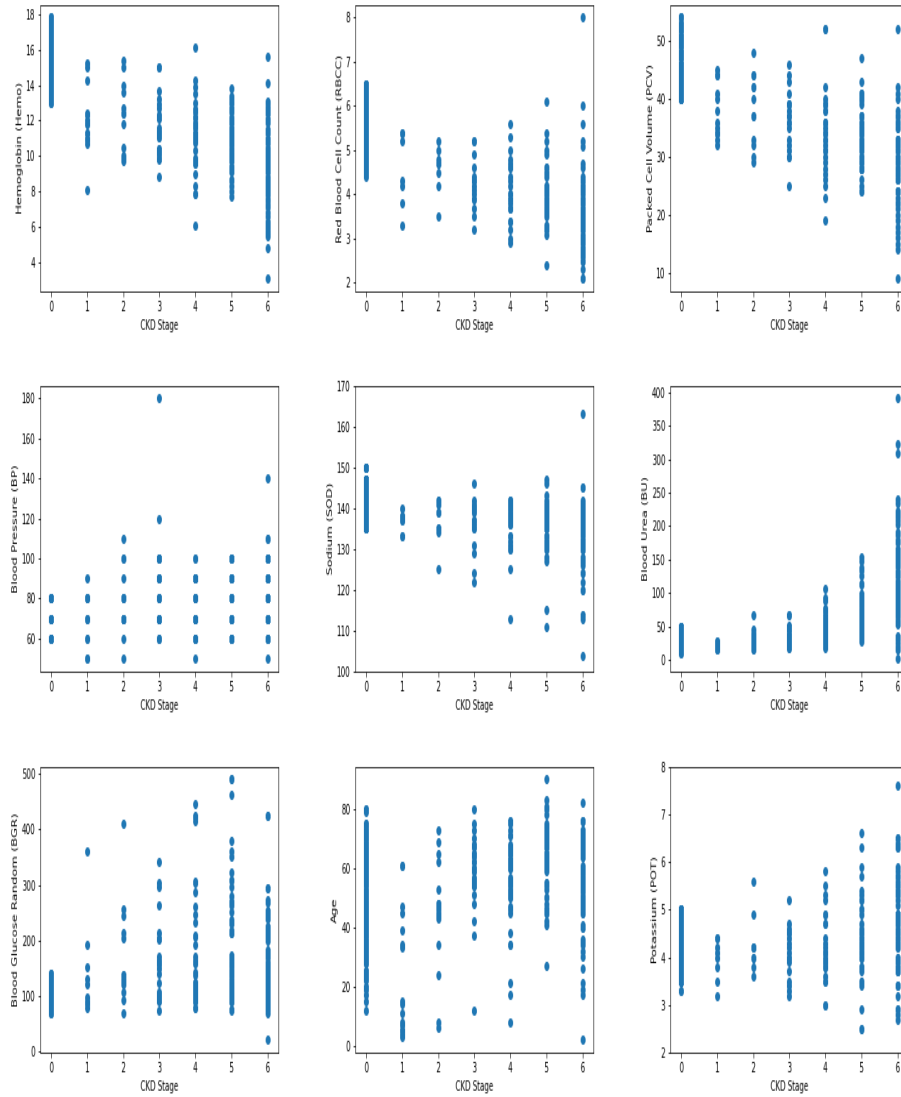 Hemoglobin (Hemo)
18
16
14
12
10
8
6
4
0 1 2 3 4 5 6
CKD Stage
Red Blood Cell Count (RBCC)
8
7
6
5
4
3
2
0 1 2 3 4 5 6
CKD Stage
Packed Cell Volume (PCV)
50
40
30
20
10
0 1 2 3 4 5 6
CKD Stage
Blood Pressure (BP)
180
160
140
120
100
80
60
0 1 2 3 4 5 6
CKD Stage
Sodium (SOD)
170
160
150
140
130
120
110
100
0 1 2 3 4 5 6
CKD Stage
Blood Urea (BU)
400
350
300
250
200
150
100
50
0
0 1 2 3 4 5 6
CKD Stage
Blood Glucose Random (BGR)
500
400
300
200
100
0
0 1 2 3 4 5 6
CKD Stage
Age
80
60
40
20
0
0 1 2 3 4 5 6
CKD Stage
Potassium (POT)
8
7
6
5
4
3
2
0 1 2 3 4 5 6
CKD Stage